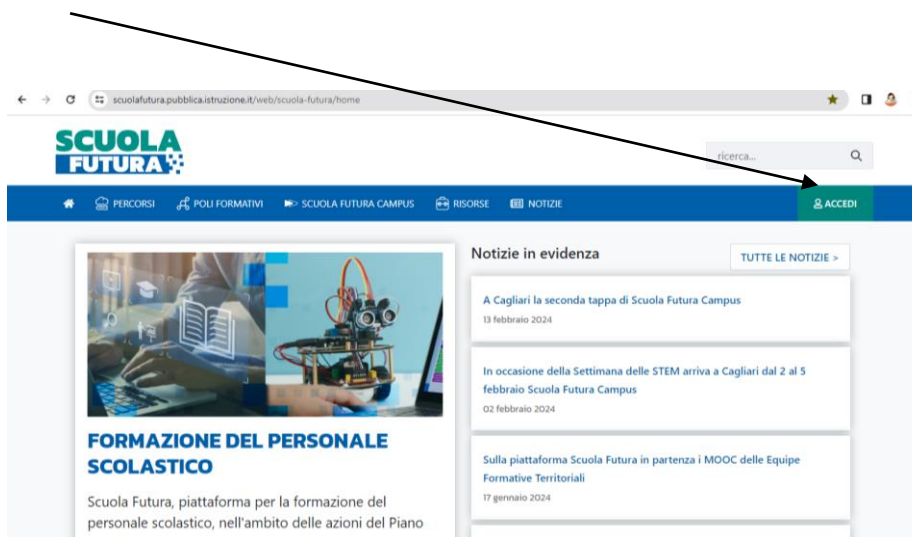 scuolafutura.pubblica.istruzione.it/web/scuola-futura/home
SCUOLA
FUTURA
ricerca...
PERCORSI POLI FORMATIVI SCUOLA FUTURA CAMPUS RISORSE NOTIZIE ACCEDI
FORMAZIONE DEL PERSONALE
SCOLASTICO
Scuola Futura, piattaforma per la formazione del
personale scolastico, nell'ambito delle azioni del Piano
Notizie in evidenza
TUTTE LE NOTIZIE >
A Cagliari la seconda tappa di Scuola Futura Campus
13 febbraio 2024
In occasione della Settimana delle STEM arriva a Cagliari dal 2 al 5
febbraio Scuola Futura Campus
02 febbraio 2024
Sulla piattaforma Scuola Futura in partenza i MOOC delle Equipe
Formative Territoriali
17 gennaio 2024